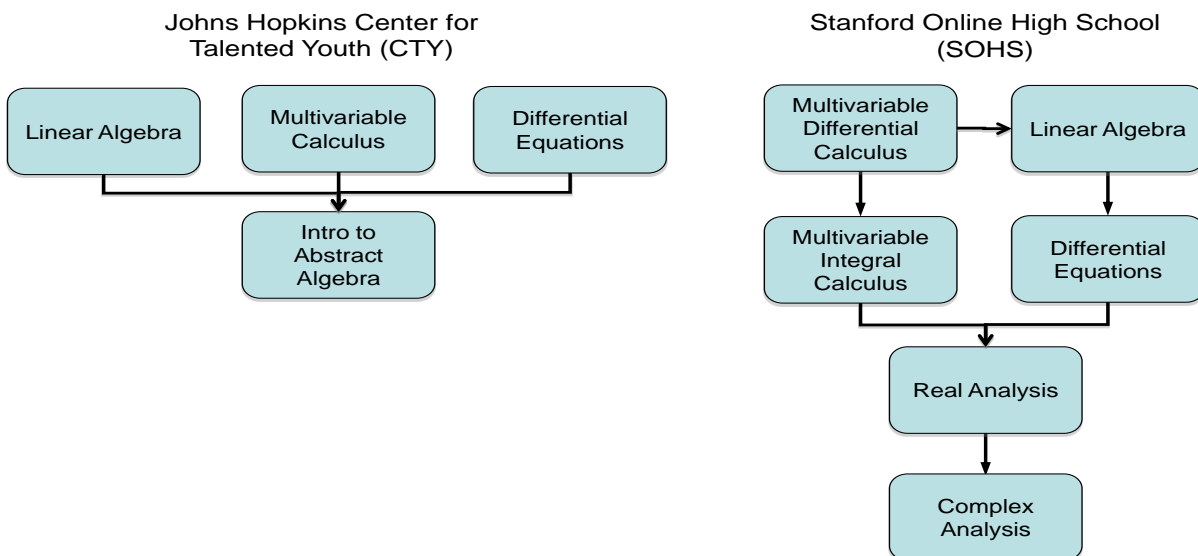 Johns Hopkins Center for
Talented Youth (CTY)
Linear Algebra
Multivariable
Calculus
Differential
Equations
Intro to
Abstract
Algebra
Stanford Online High School
(SOHS)
Multivariable
Differential
Calculus
Linear Algebra
Multivariable
Integral
Calculus
Differential
Equations
Real Analysis
Complex
Analysis